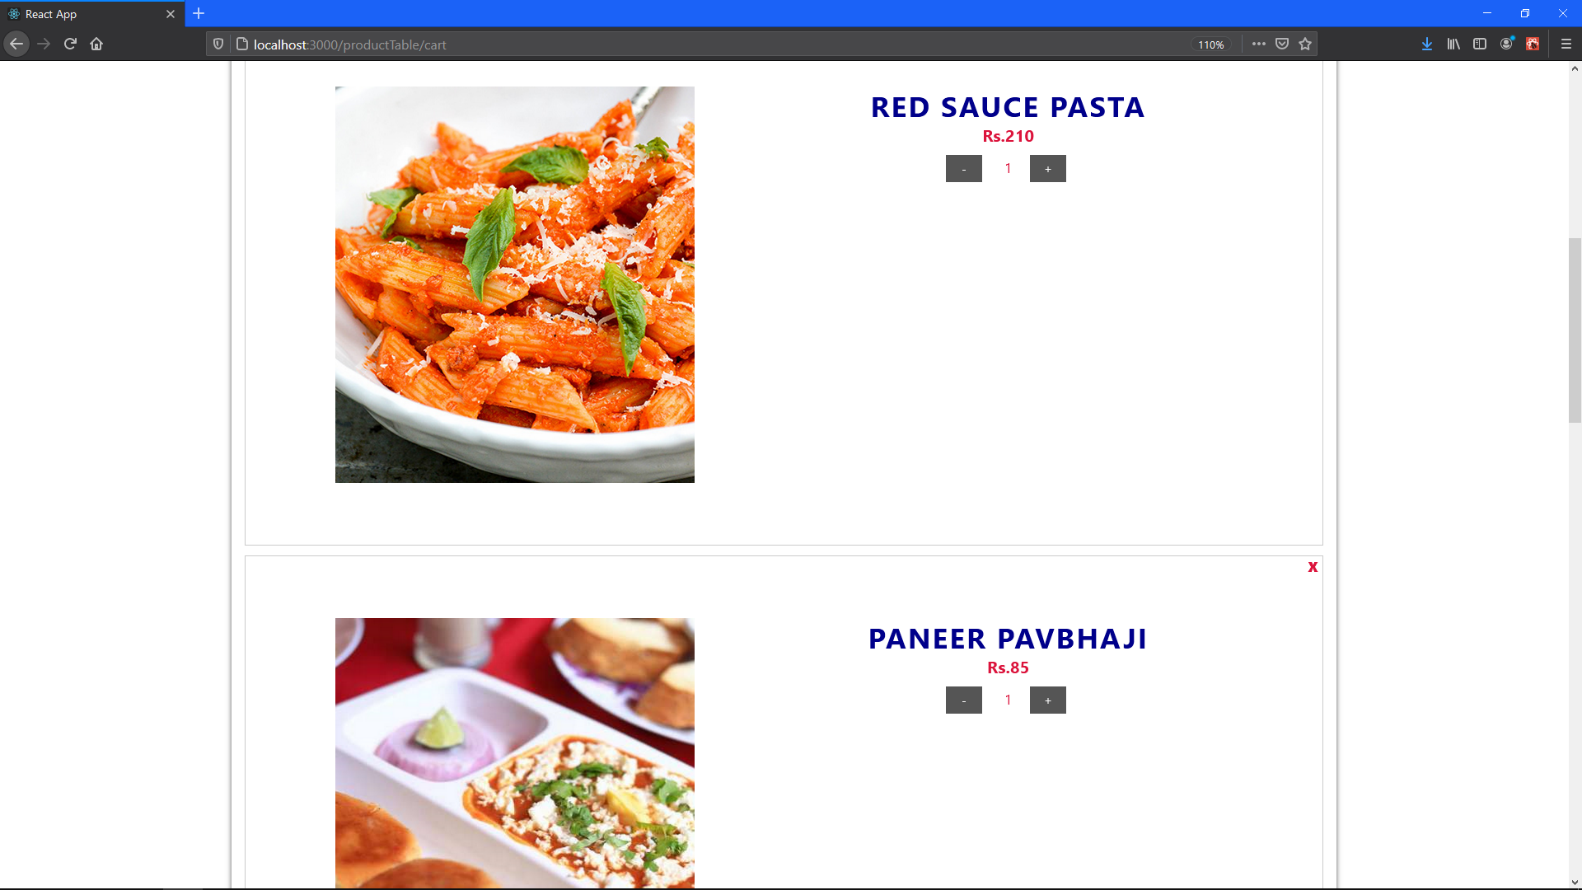 React App
localhost:3000/productTable/cart
110%
RED SAUCE PASTA
Rs.210
- 1 +
X
PANEER PAVBHAJI
Rs.85
- 1 +